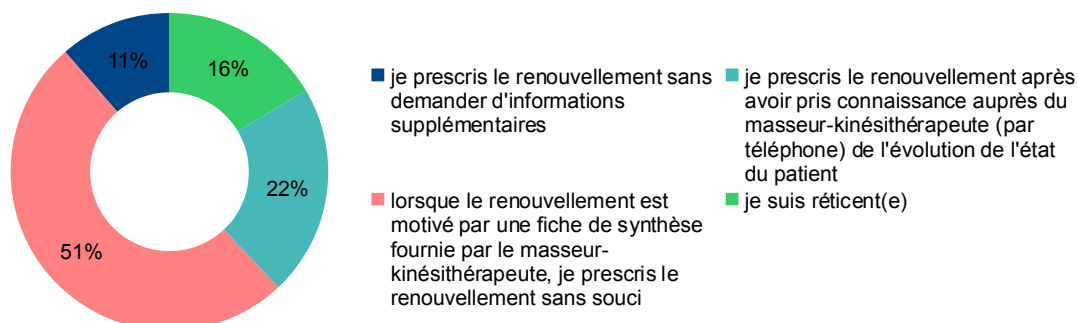 11%
16%
22%
51%
je prescris le renouvellement sans
demander d'informations
supplémentaires
lorsque le renouvellement est
motivé par une fiche de synthèse
fournie par le masseur-
kinésithérapeute, je prescris le
renouvellement sans souci
je prescris le renouvellement après
avoir pris connaissance auprès du
masseur-kinésithérapeute (par
téléphone) de l'évolution de l'état
du patient
je suis réticent(e)